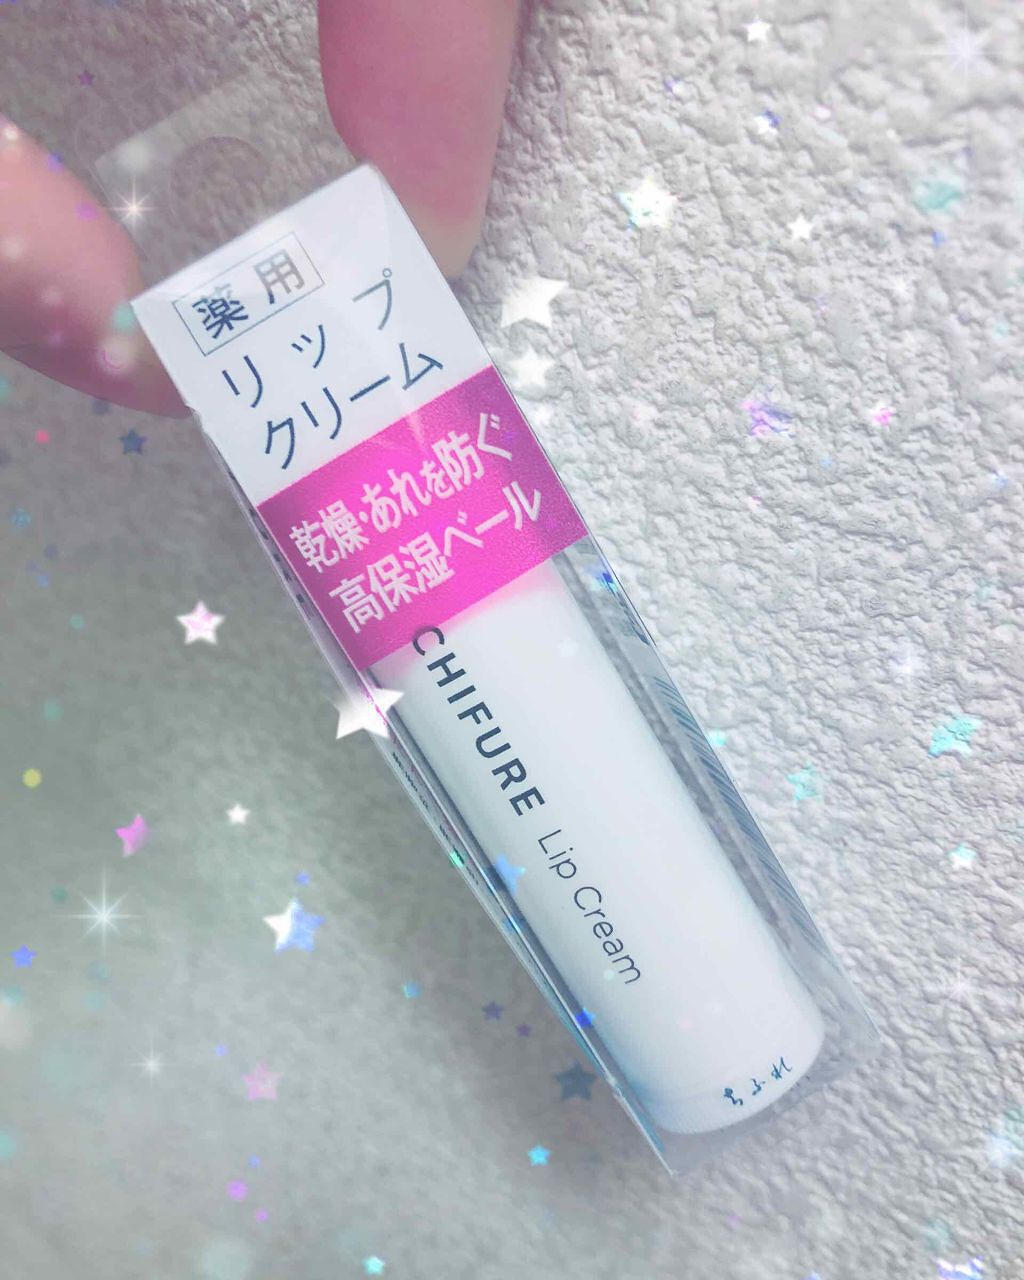 薬用
リップ
クリーム
乾燥・あれを防ぐ
高保湿ベール
CHIFURE Lip Cream
ちふれ